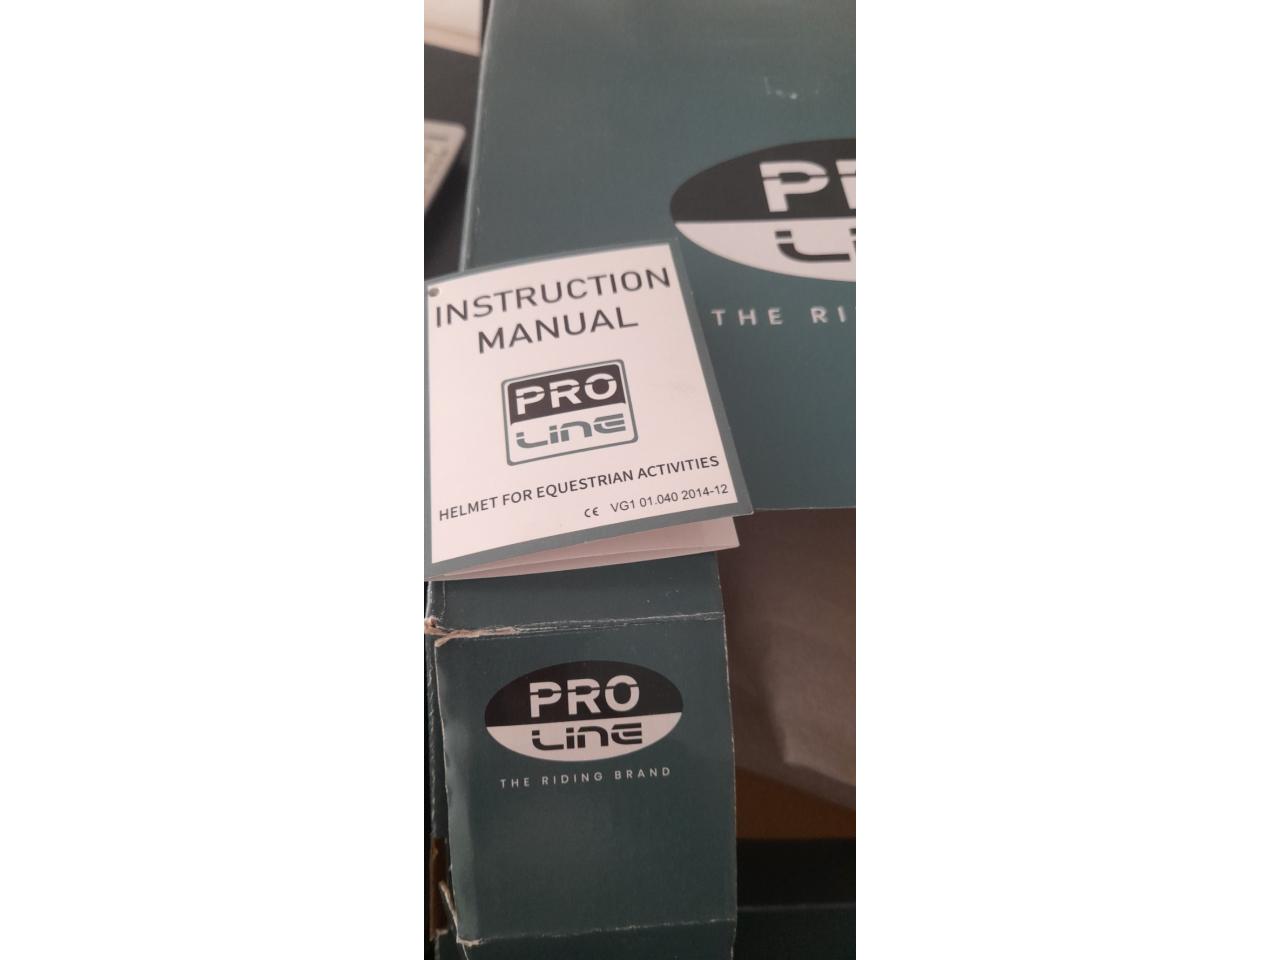 PR
Li
THE RI
INSTRUCTION
MANUAL
PRO
LiNE
HELMET FOR EQUESTRIAN ACTIVITIES
CE VG1 01.040 2014-12
PRO
LiNE
THE RIDING BRAND